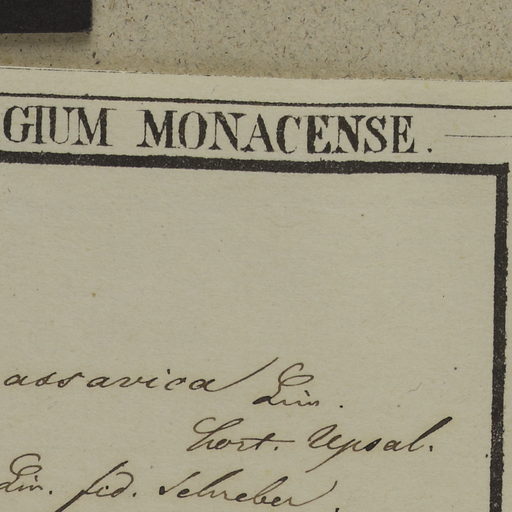 GIUM MONACENSE.
assavica Lin.
hort. Upsal.
Lin. fid. Schreber.